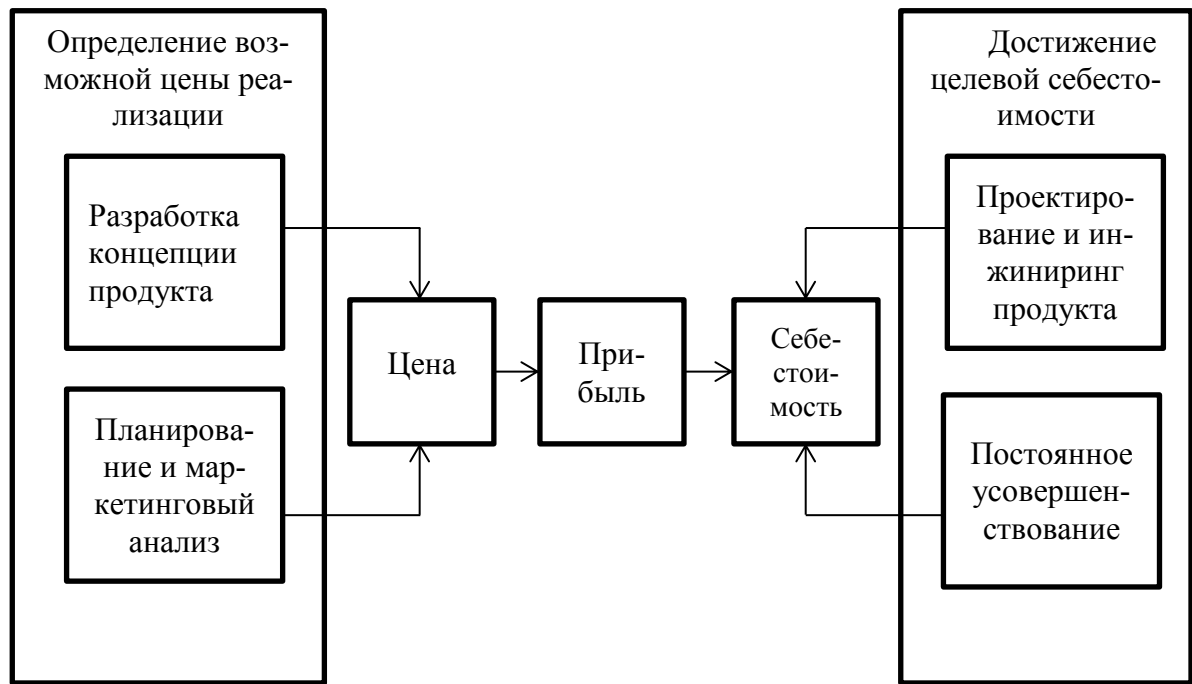 Определение воз-
можной цены реа-
лизации
Разработка
концепции
продукта
Планирова-
ние и мар-
кетинговый
анализ
Цена
При-
быль
Себе-
стои-
мость
Достижение
целевой себесто-
имости
Проектиро-
вание и ин-
жиниринг
продукта
Постоянное
усовершен-
ствование